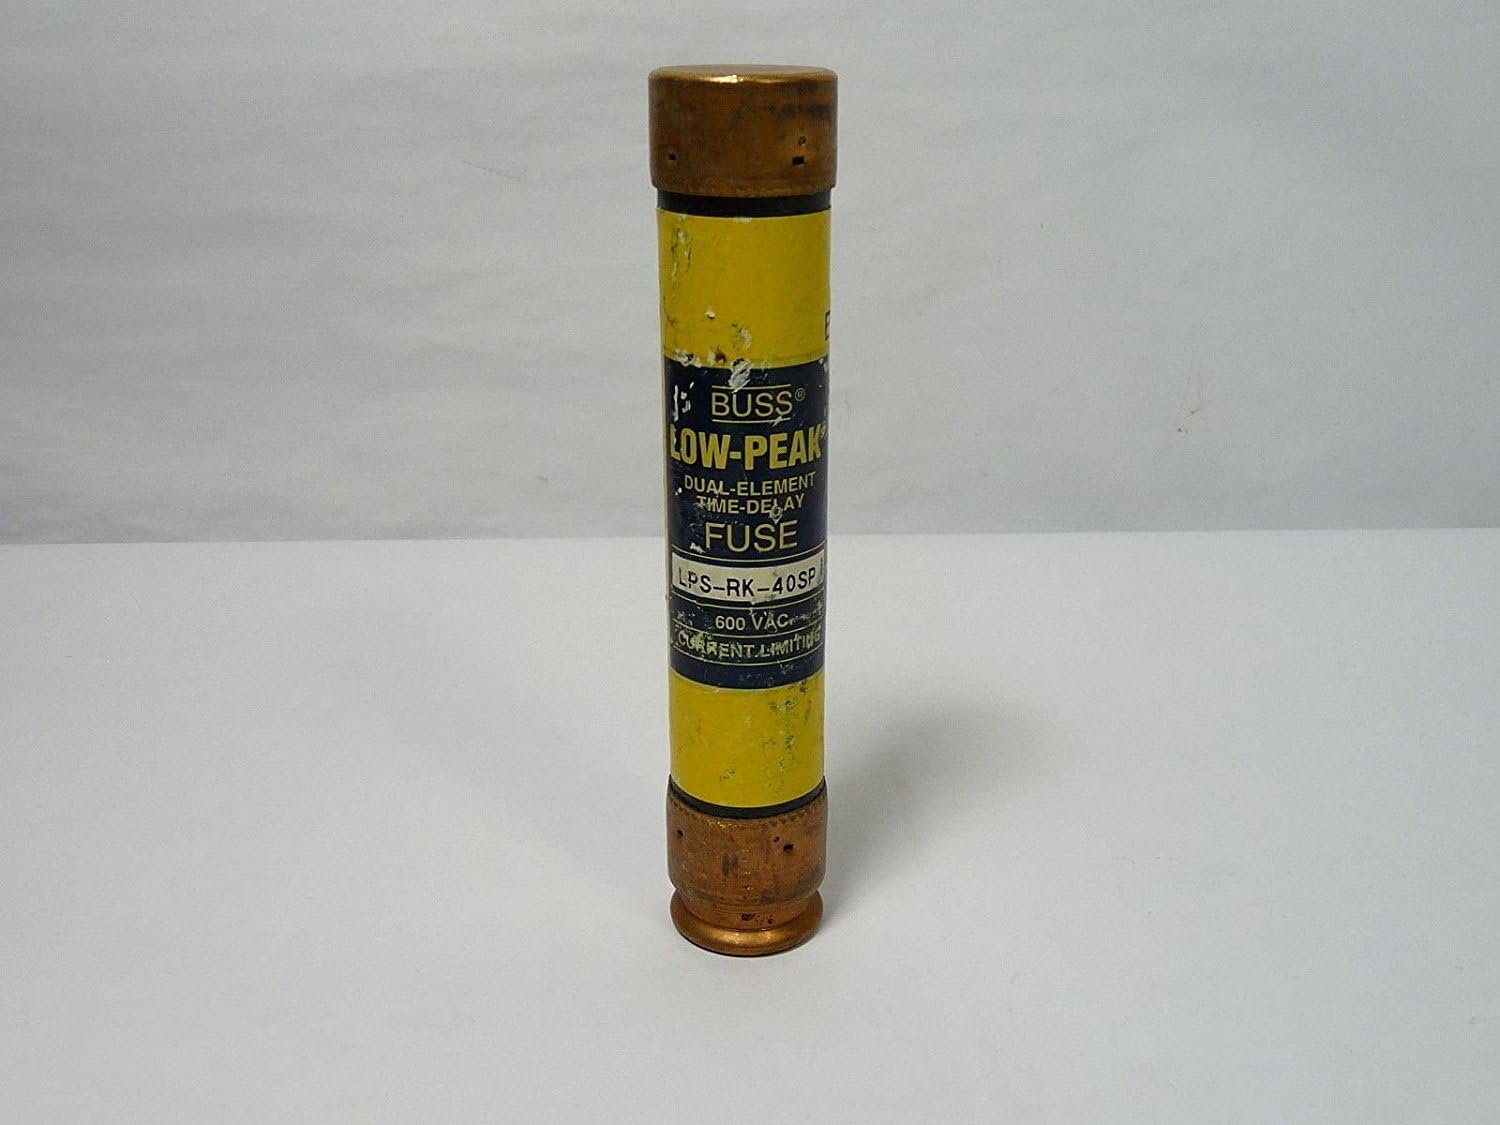 BUSS®
LOW-PEAK
DUAL-ELEMENT
TIME-DELAY
FUSE
LPS-RK-40SP
600 VAC
CURRENT LIMITING